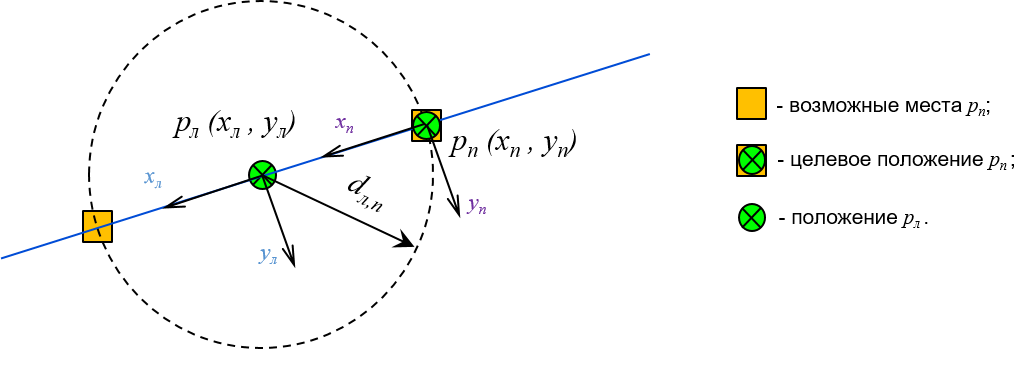 pл (xл , yл)
xп
pп (xп , yп)
xл
dл,п
yп
yл
- возможные места pп;
- целевое положение pп ;
- положение pл .